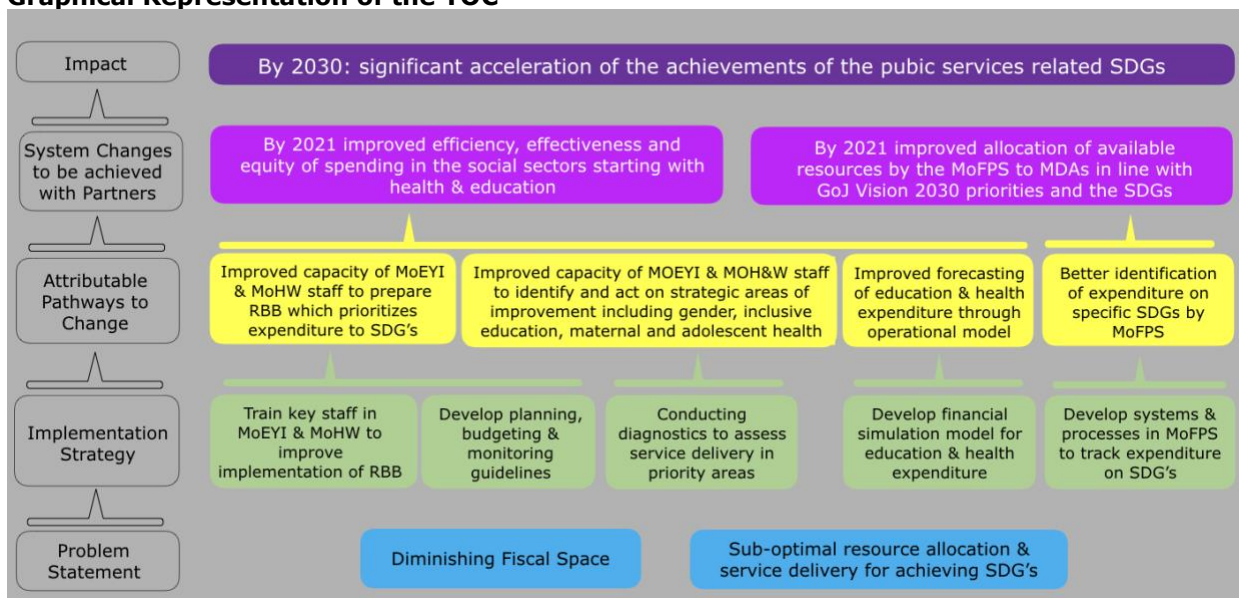 Graphical Representation of the TOC
Impact
By 2030: significant acceleration of the achievements of the pubic services related SDGs
System Changes
to be achieved
with Partners
By 2021 improved efficiency, effectiveness and
equity of spending in the social sectors starting with
health & education
By 2021 improved allocation of available
resources by the MoFPS to MDAs in line with
GoJ Vision 2030 priorities and the SDGs
Attributable
Pathways to
Change
Improved capacity of MoEYI
& MoHW staff to prepare
RBB which prioritizes
expenditure to SDG's
Improved capacity of MOEYI & MOH&W staff
to identify and act on strategic areas of
improvement including gender, inclusive
education, maternal and adolescent health
Improved forecasting
of education & health
expenditure through
operational model
Better identification
of expenditure on
specific SDGs by
MoFPS
Implementation
Strategy
Train key staff in
MoEYI & MoHW to
improve
implementation of RBB
Develop planning,
budgeting &
monitoring
guidelines
Conducting
diagnostics to assess
service delivery in
priority areas
Develop financial
simulation model for
education & health
expenditure
Develop systems &
processes in MoFPS
to track expenditure
on SDG's
Problem
Statement
Diminishing Fiscal Space
Sub-optimal resource allocation &
service delivery for achieving SDG's